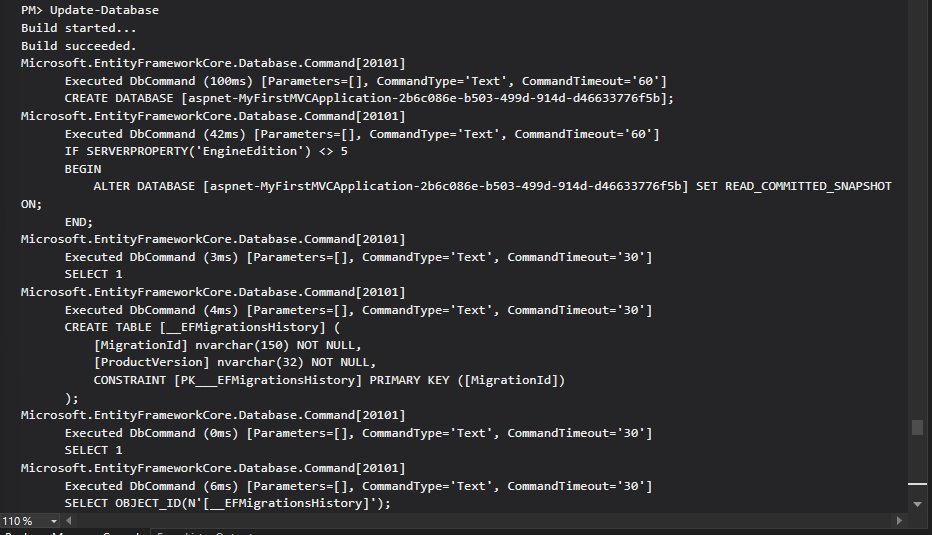 PM> Update-Database
Build started...
Build succeeded.
Microsoft.EntityFrameworkCore.Database.Command[20101]
      Executed DbCommand (100ms) [Parameters=[], CommandType='Text', CommandTimeout='60']
      CREATE DATABASE [aspnet-MyFirstMVCApplication-2b6c086e-b503-499d-914d-d46633776f5b];
Microsoft.EntityFrameworkCore.Database.Command[20101]
      Executed DbCommand (42ms) [Parameters=[], CommandType='Text', CommandTimeout='60']
      IF SERVERPROPERTY('EngineEdition') <> 5
      BEGIN
          ALTER DATABASE [aspnet-MyFirstMVCApplication-2b6c086e-b503-499d-914d-d46633776f5b] SET READ_COMMITTED_SNAPSHOT
ON;
      END;
Microsoft.EntityFrameworkCore.Database.Command[20101]
      Executed DbCommand (3ms) [Parameters=[], CommandType='Text', CommandTimeout='30']
      SELECT 1
Microsoft.EntityFrameworkCore.Database.Command[20101]
      Executed DbCommand (4ms) [Parameters=[], CommandType='Text', CommandTimeout='30']
      CREATE TABLE [__EFMigrationsHistory] (
          [MigrationId] nvarchar(150) NOT NULL,
          [ProductVersion] nvarchar(32) NOT NULL,
          CONSTRAINT [PK___EFMigrationsHistory] PRIMARY KEY ([MigrationId])
      );
Microsoft.EntityFrameworkCore.Database.Command[20101]
      Executed DbCommand (0ms) [Parameters=[], CommandType='Text', CommandTimeout='30']
      SELECT 1
Microsoft.EntityFrameworkCore.Database.Command[20101]
      Executed DbCommand (6ms) [Parameters=[], CommandType='Text', CommandTimeout='30']
      SELECT OBJECT_ID(N'[__EFMigrationsHistory]');
110 %